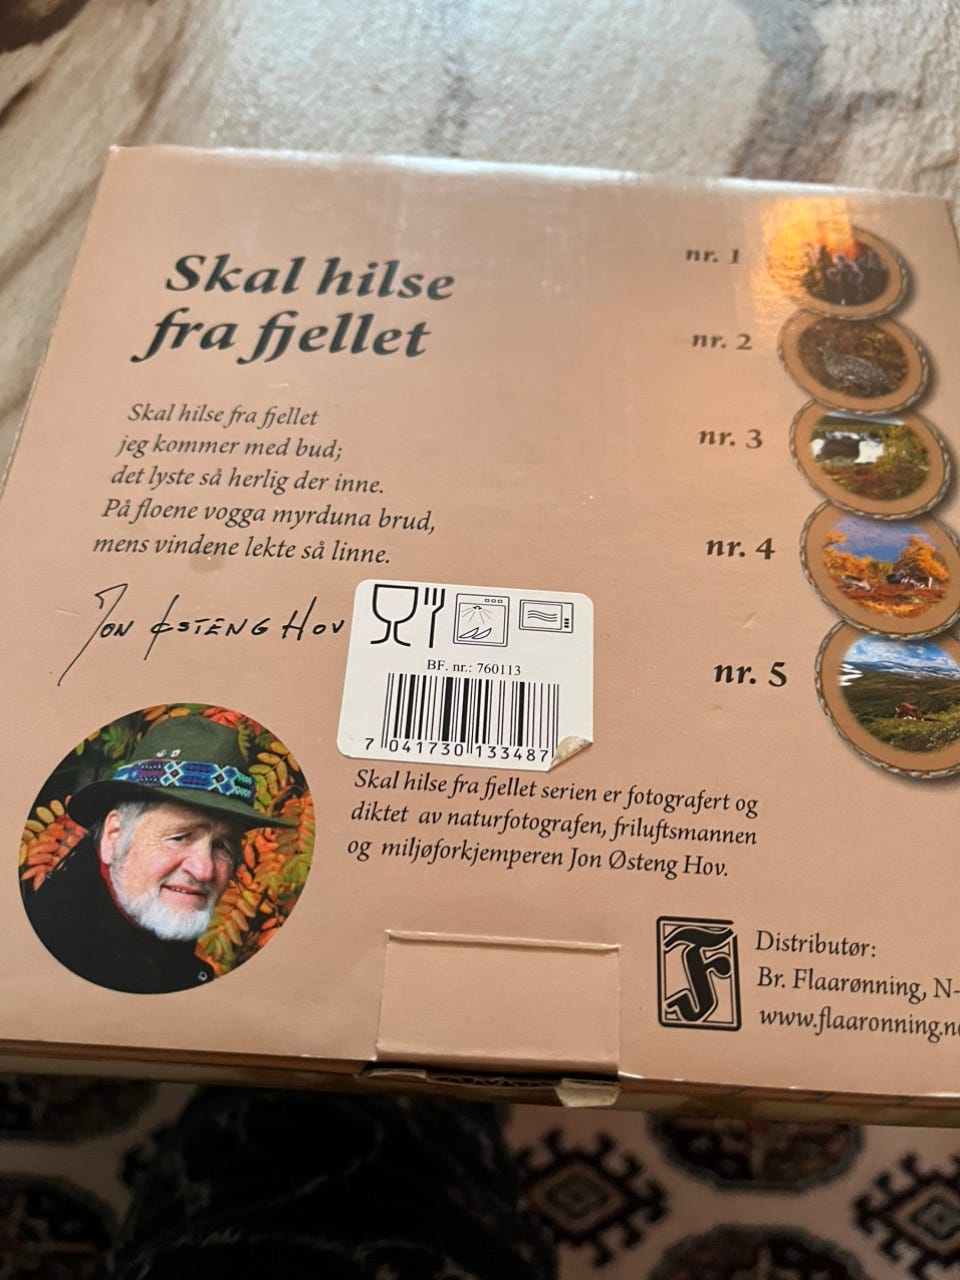 Skal hilse
fra fjellet
Skal hilse fra fjellet
jeg kommer med bud;
det lyste så herlig der inne.
På floene vogga myrduna brud,
mens vindene lekte så linne.
JON ØSTENG HOV
nr. 1
nr. 2
nr. 3
nr. 4
nr. 5
BF. nr.: 760113
7 041730 133487
Skal hilse fra fjellet serien er fotografert og
diktet av naturfotografen, friluftsmannen
og miljøforkjemperen Jon Østeng Hov.
F
Distributør:
Br. Flaarønning, N-
www.flaaronning.n